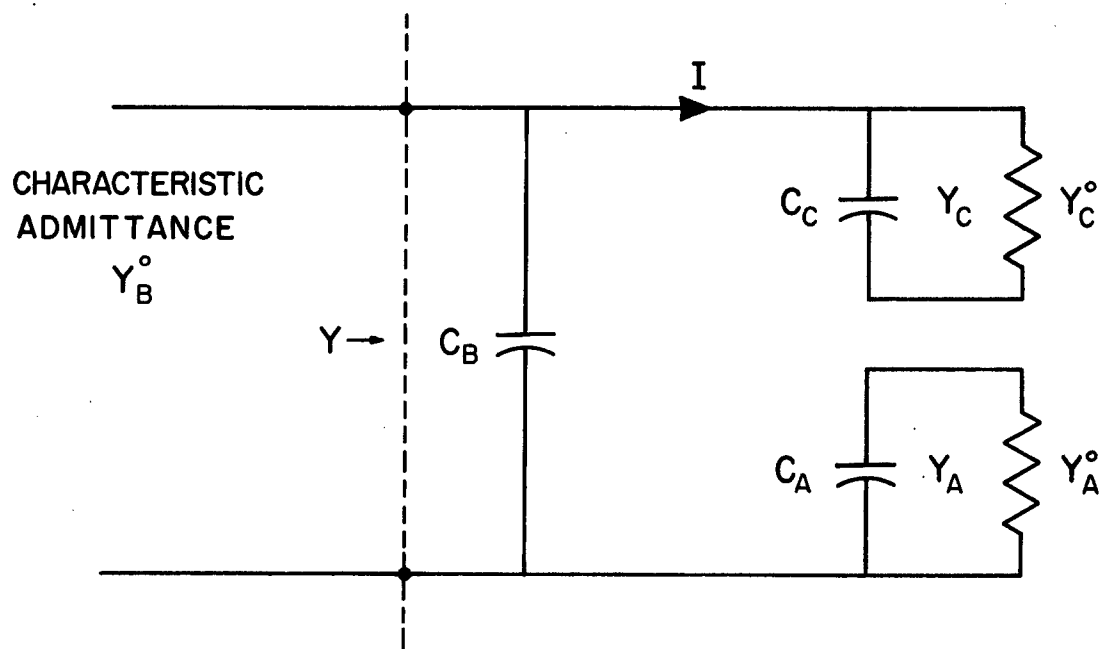 I
CHARACTERISTIC
ADMITTANCE
Y°B
Y
CB
CC
YC
Y°C
CA
YA
Y°A